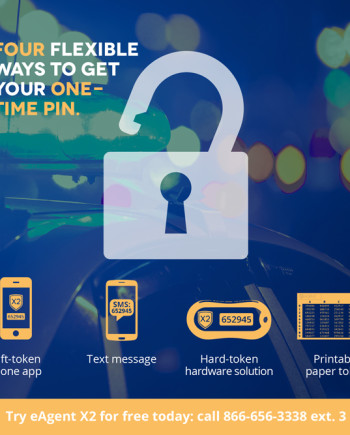 FOUR FLEXIBLE
WAYS TO GET
YOUR ONE-
TIME PIN.
X2
652945
SMS:
652945
X2
652945
ft-token
one app
Text message
Hard-token
hardware solution
Printab
paper to
Try eAgent X2 for free today: call 866-656-3338 ext. 3